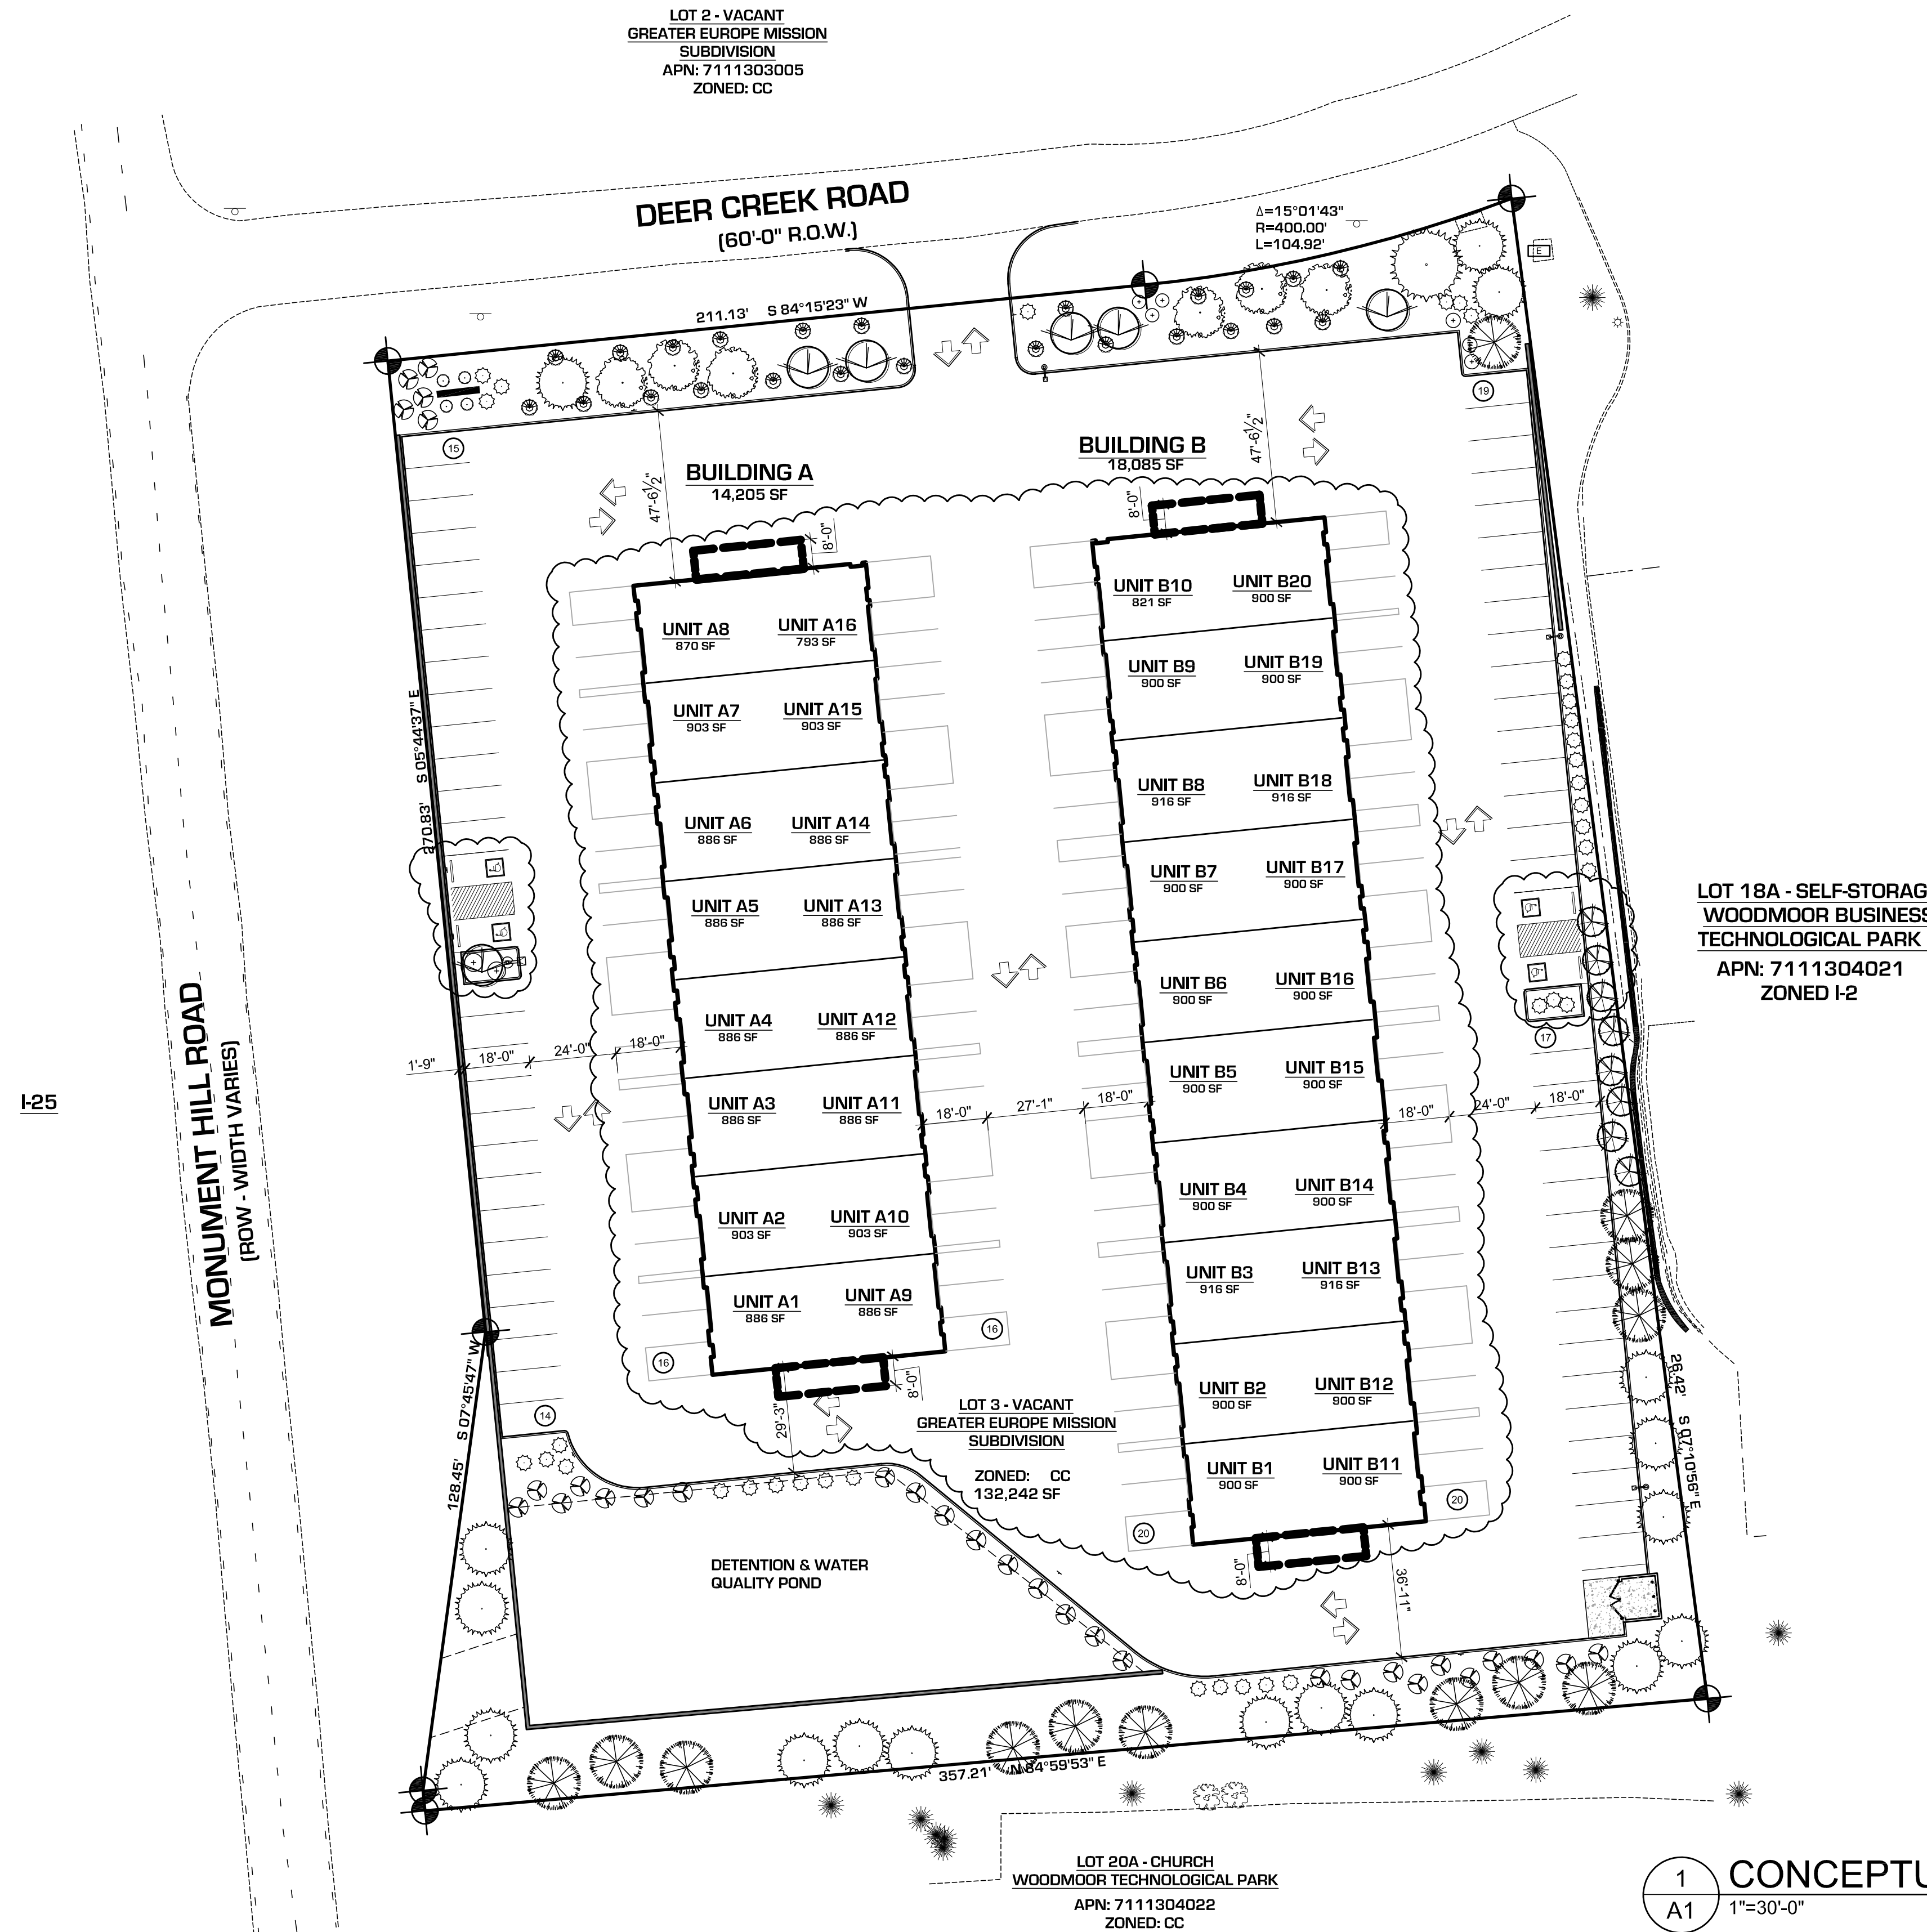 LOT 2 - VACANT
GREATER EUROPE MISSION
SUBDIVISION
APN: 7111303005
ZONED: CC
DEER CREEK ROAD
(60'-0" R.O.W.)
Δ=15°01'43"
R=400.00'
L=104.92'
E
211.13' S 84°15'23" W
15
19
BUILDING A
14,205 SF
BUILDING B
18,085 SF
47'-6½"
47'-6½"
8'-0"
8'-0"
UNIT A8
870 SF
UNIT A16
793 SF
UNIT A7
903 SF
UNIT A15
903 SF
UNIT A6
886 SF
UNIT A14
886 SF
UNIT A5
886 SF
UNIT A13
886 SF
UNIT A4
886 SF
UNIT A12
886 SF
UNIT A3
886 SF
UNIT A11
886 SF
UNIT A2
903 SF
UNIT A10
903 SF
UNIT A1
886 SF
UNIT A9
886 SF
UNIT B10
821 SF
UNIT B20
900 SF
UNIT B9
900 SF
UNIT B19
900 SF
UNIT B8
916 SF
UNIT B18
916 SF
UNIT B7
900 SF
UNIT B17
900 SF
UNIT B6
900 SF
UNIT B16
900 SF
UNIT B5
900 SF
UNIT B15
900 SF
UNIT B4
900 SF
UNIT B14
900 SF
UNIT B3
916 SF
UNIT B13
916 SF
UNIT B2
900 SF
UNIT B12
900 SF
UNIT B1
900 SF
UNIT B11
900 SF
270.83' S 05°44'37" E
LOT 18A - SELF-STORAG
WOODMOOR BUSINESS
TECHNOLOGICAL PARK
APN: 7111304021
ZONED I-2
17
I-25
MONUMENT HILL ROAD
(ROW - WIDTH VARIES)
1'-9"
18'-0"
24'-0"
18'-0"
18'-0"
27'-1"
18'-0"
18'-0"
24'-0"
18'-0"
16
16
14
20
20
8'-0"
29'-3"
8'-0"
36'-11"
128.45' S 07°45'47" W
26.42' S 07°10'56" E
LOT 3 - VACANT
GREATER EUROPE MISSION
SUBDIVISION
ZONED: CC
132,242 SF
DETENTION & WATER
QUALITY POND
357.21' N 84°59'53" E
LOT 20A - CHURCH
WOODMOOR TECHNOLOGICAL PARK
APN: 7111304022
ZONED: CC
1
A1
CONCEPTU
1"=30'-0"